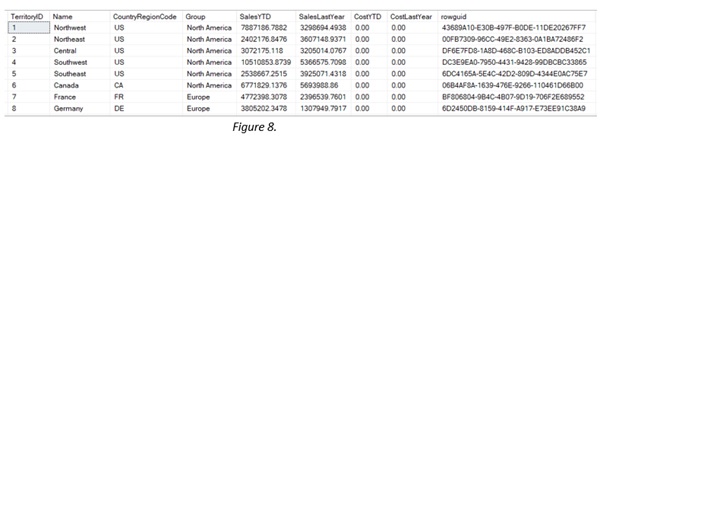 TerritoryID Name CountryRegionCode Group SalesYTD SalesLastYear CostYTD CostLastYear rowguid
1 Northwest US North America 7887186.7882 3298694.4938 0.00 0.00 43689A10-E30B-497F-B0DE-11DE20267FF7
2 Northeast US North America 2402176.8476 3607148.9371 0.00 0.00 00FB7309-96CC-49E2-8363-0A1BA72486F2
3 Central US North America 3072175.118 3205014.0767 0.00 0.00 DF6E7FD8-1A8D-468C-B103-ED8ADDB452C1
4 Southwest US North America 10510853.8739 5366575.7098 0.00 0.00 DC3E9EA0-7950-4431-9428-99DBCBC33865
5 Southeast US North America 2538667.2515 3925071.4318 0.00 0.00 6DC4165A-5E4C-42D2-809D-4344E0AC75E7
6 Canada CA North America 6771829.1376 5693988.86 0.00 0.00 06B4AF8A-1639-476E-9266-110461D66B00
7 France FR Europe 4772398.3078 2396539.7601 0.00 0.00 BF806804-9B4C-4B07-9D19-706F2E689552
8 Germany DE Europe 3805202.3478 1307949.7917 0.00 0.00 6D2450DB-8159-414F-A917-E73EE91C38A9
Figure 8.